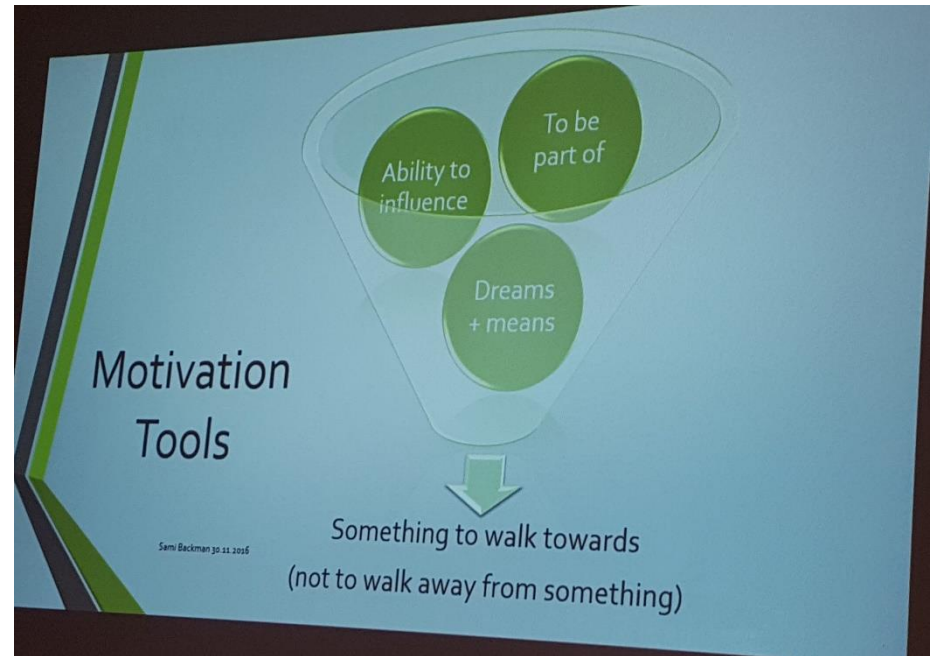 To be
part of
Ability to
influence
Dreams
+ means
Motivation
Tools
Something to walk towards
(not to walk away from something)
Sami Backman 30.11.2016